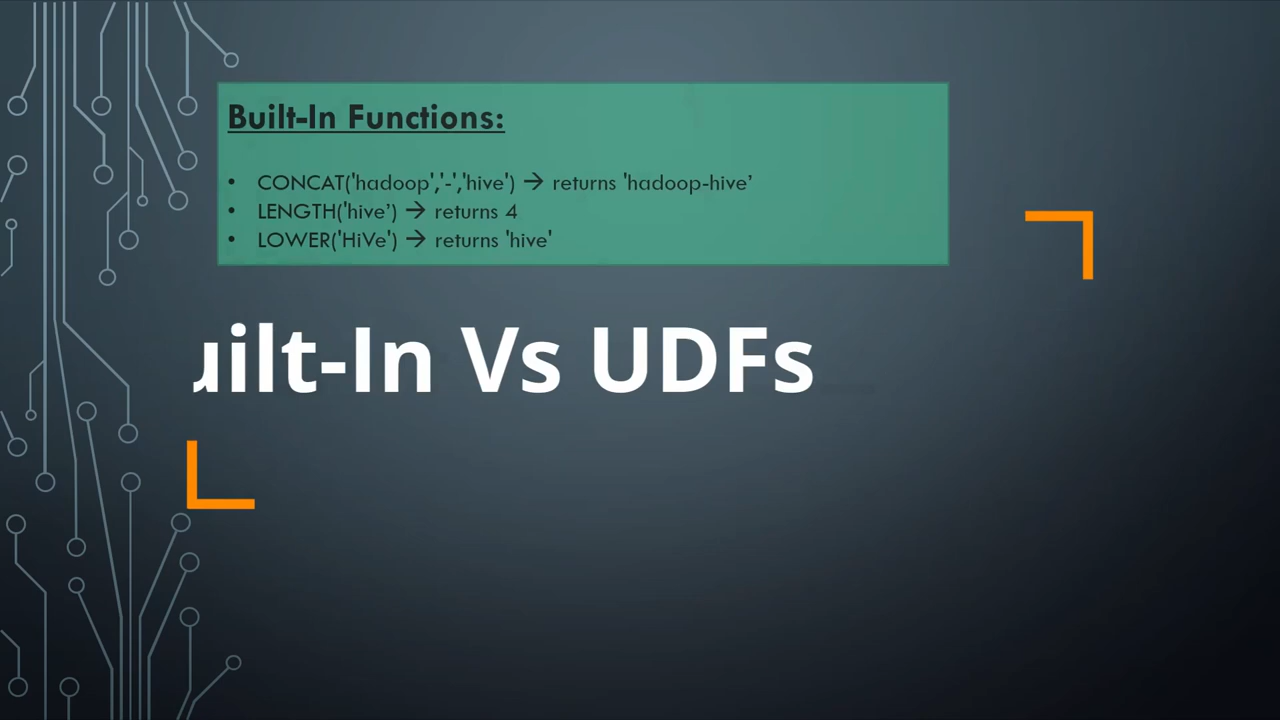 Built-In Functions:
• CONCAT('hadoop','-','hive') → returns 'hadoop-hive’
• LENGTH('hive’) → returns 4
• LOWER('HiVe') → returns 'hive'
uilt-In Vs UDFs